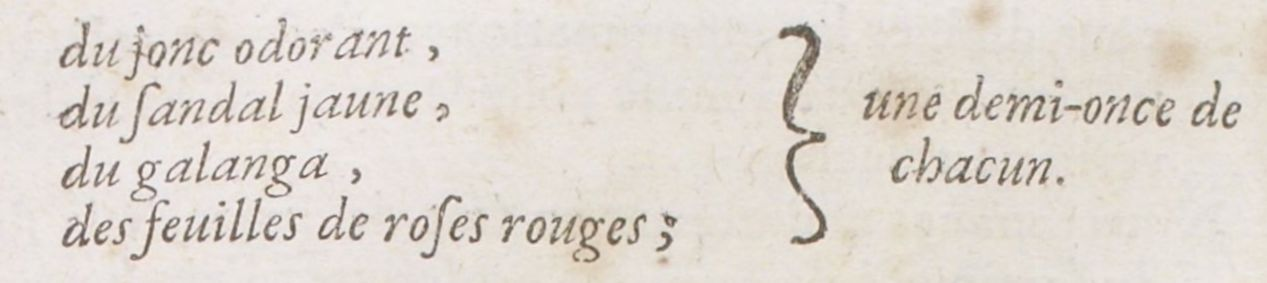 du jonc odorant,
du ſandal jaune,
du galanga,
des feuilles de roſes rouges;
une demi-once de
chacun.